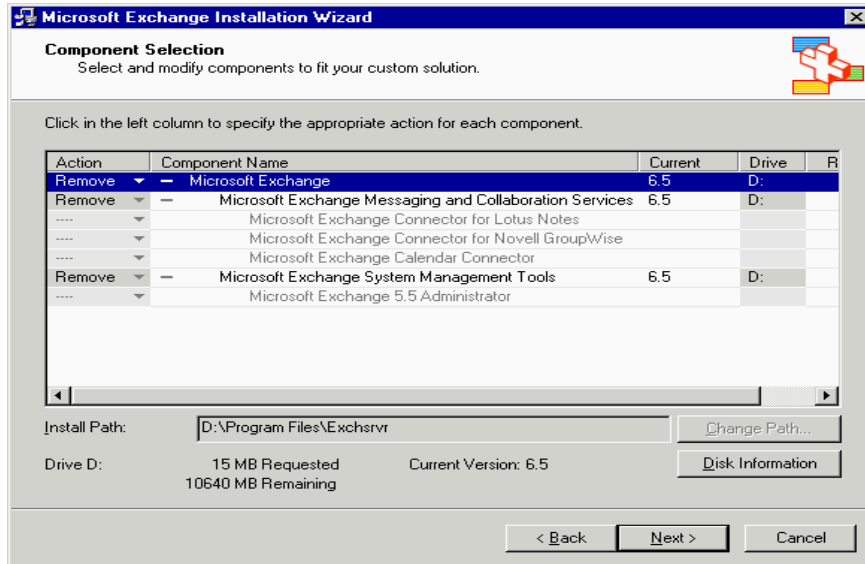 Microsoft Exchange Installation Wizard
Component Selection
Select and modify components to fit your custom solution.
Click in the left column to specify the appropriate action for each component.
Action Component Name Current Drive R
Remove Microsoft Exchange 6.5 D:
Remove Microsoft Exchange Messaging and Collaboration Services 6.5 D:
---- Microsoft Exchange Connector for Lotus Notes
---- Microsoft Exchange Connector for Novell GroupWise
---- Microsoft Exchange Calendar Connector
Remove Microsoft Exchange System Management Tools 6.5 D:
---- Microsoft Exchange 5.5 Administrator
Install Path: D:\Program Files\Exchsrvr Change Path...
Drive D: 15 MB Requested Current Version: 6.5 Disk Information
10640 MB Remaining
< Back Next > Cancel